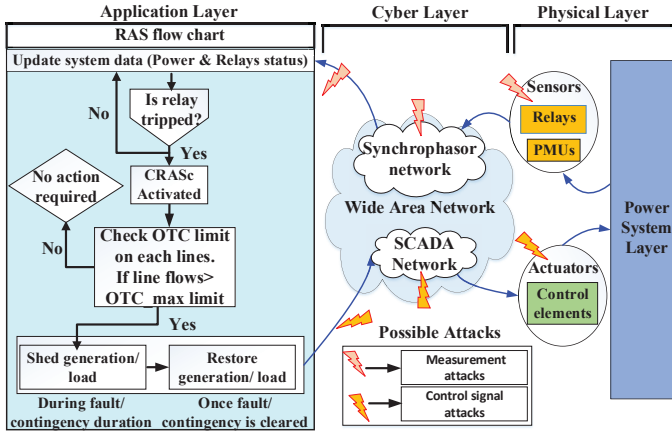 Application Layer
Cyber Layer
Physical Layer
RAS flow chart
Update system data (Power & Relays status)
Is relay
tripped?
No
Yes
CRASc
Activated
No action
required
No
Check OTC limit
on each lines.
If line flows>
OTC_max limit
Yes
Shed generation/
load
Restore
generation/ load
During fault/
contingency duration
Once fault/
contingency is cleared
Synchrophasor
network
Wide Area Network
SCADA
Network
Possible Attacks
Measurement
attacks
Control signal
attacks
Sensors
Relays
PMUs
Actuators
Control
elements
Power
System
Layer